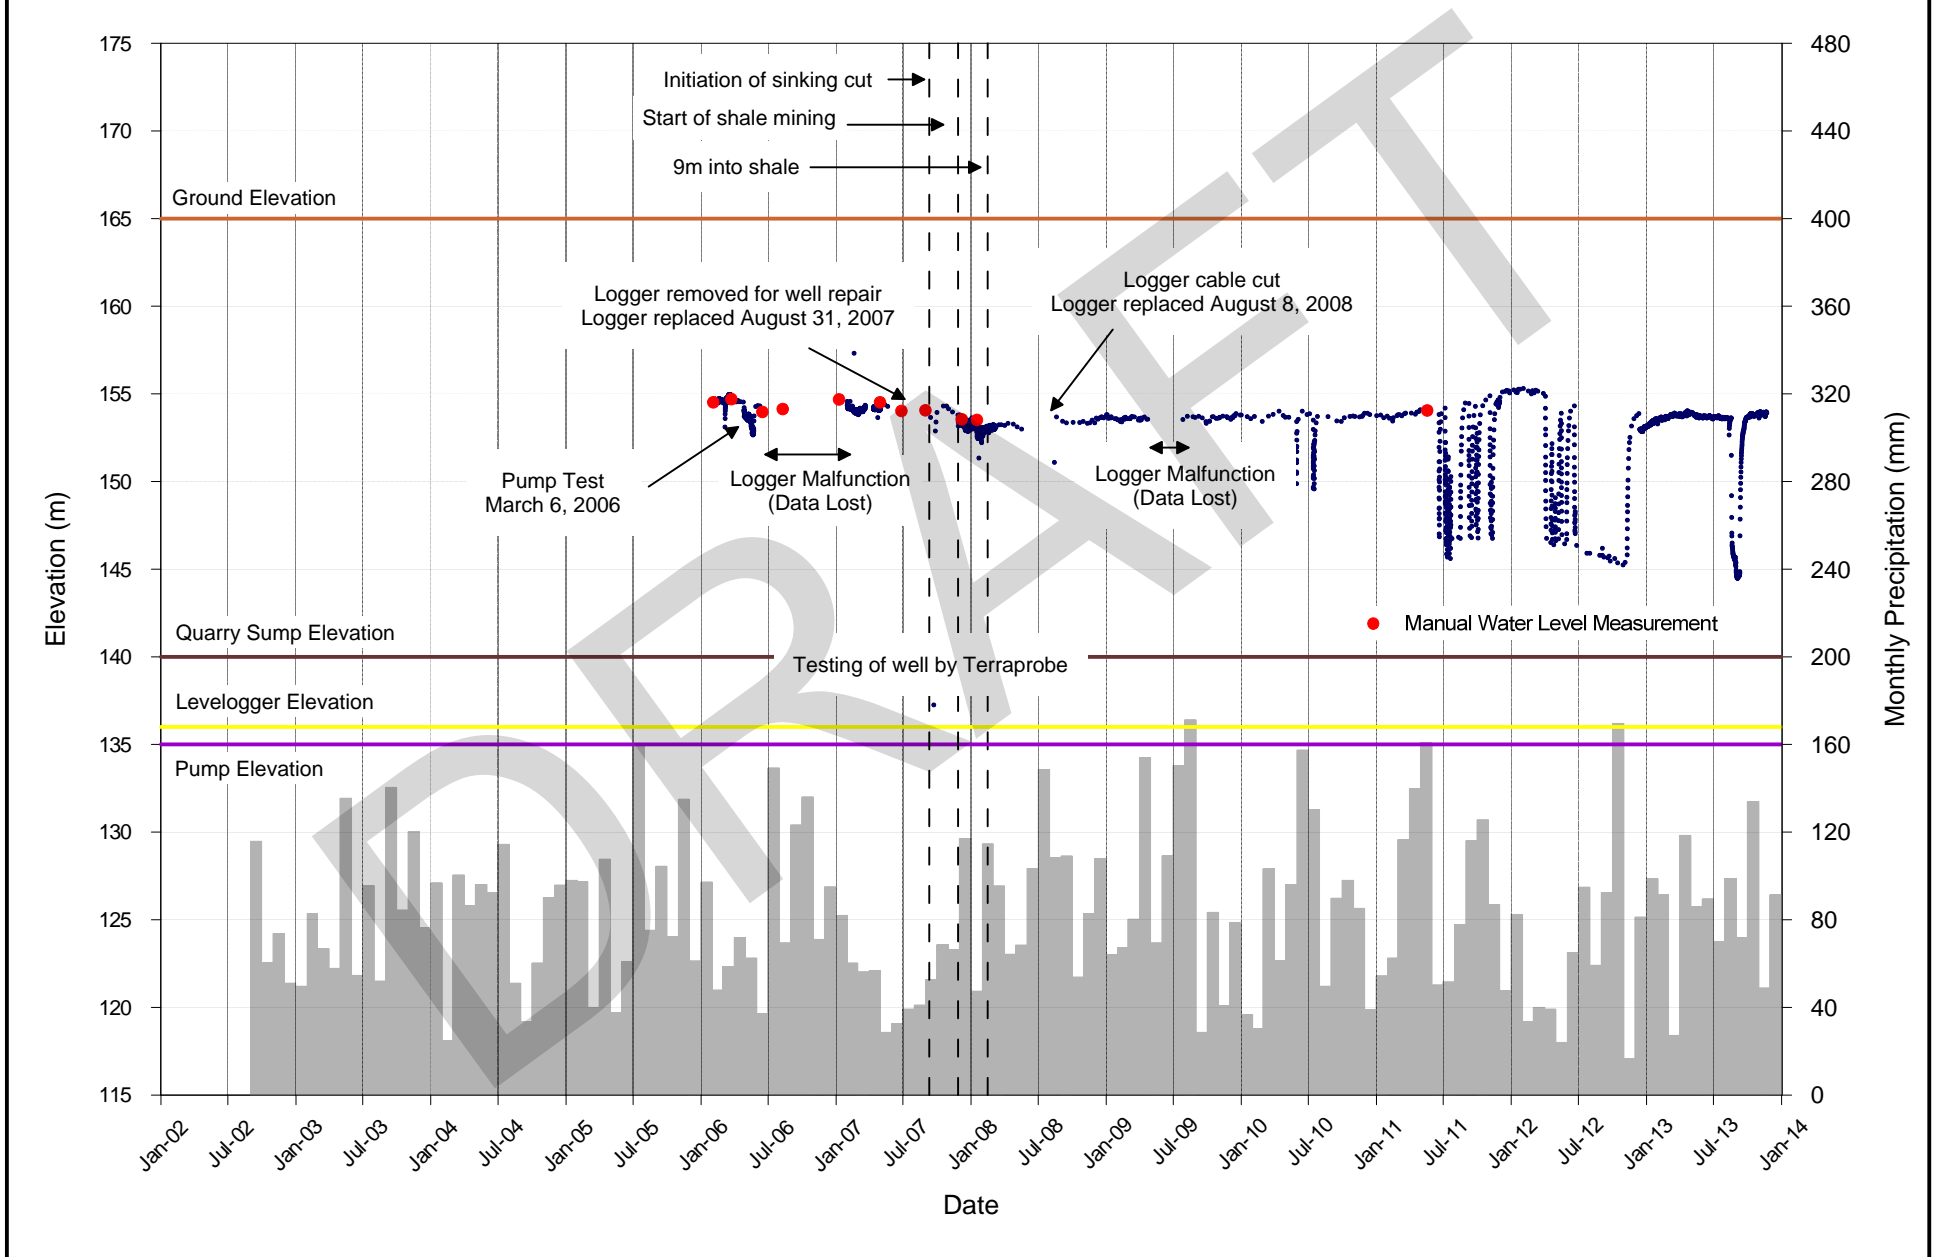 175
170
165
160
155
150
145
140
135
130
125
120
115
Elevation (m)
480
440
400
360
320
280
240
200
160
120
80
40
0
Monthly Precipitation (mm)
Initiation of sinking cut
Start of shale mining
9m into shale
Ground Elevation
Logger removed for well repair
Logger replaced August 31, 2007
Logger cable cut
Logger replaced August 8, 2008
Pump Test
March 6, 2006
Logger Malfunction
(Data Lost)
Logger Malfunction
(Data Lost)
Manual Water Level Measurement
Quarry Sump Elevation
Testing of well by Terraprobe
Levelogger Elevation
Pump Elevation
DRAFT
Jan-02
Jul-02
Jan-03
Jul-03
Jan-04
Jul-04
Jan-05
Jul-05
Jan-06
Jul-06
Jan-07
Jul-07
Jan-08
Jul-08
Jan-09
Jul-09
Jan-10
Jul-10
Jan-11
Jul-11
Jan-12
Jul-12
Jan-13
Jul-13
Jan-14
Date